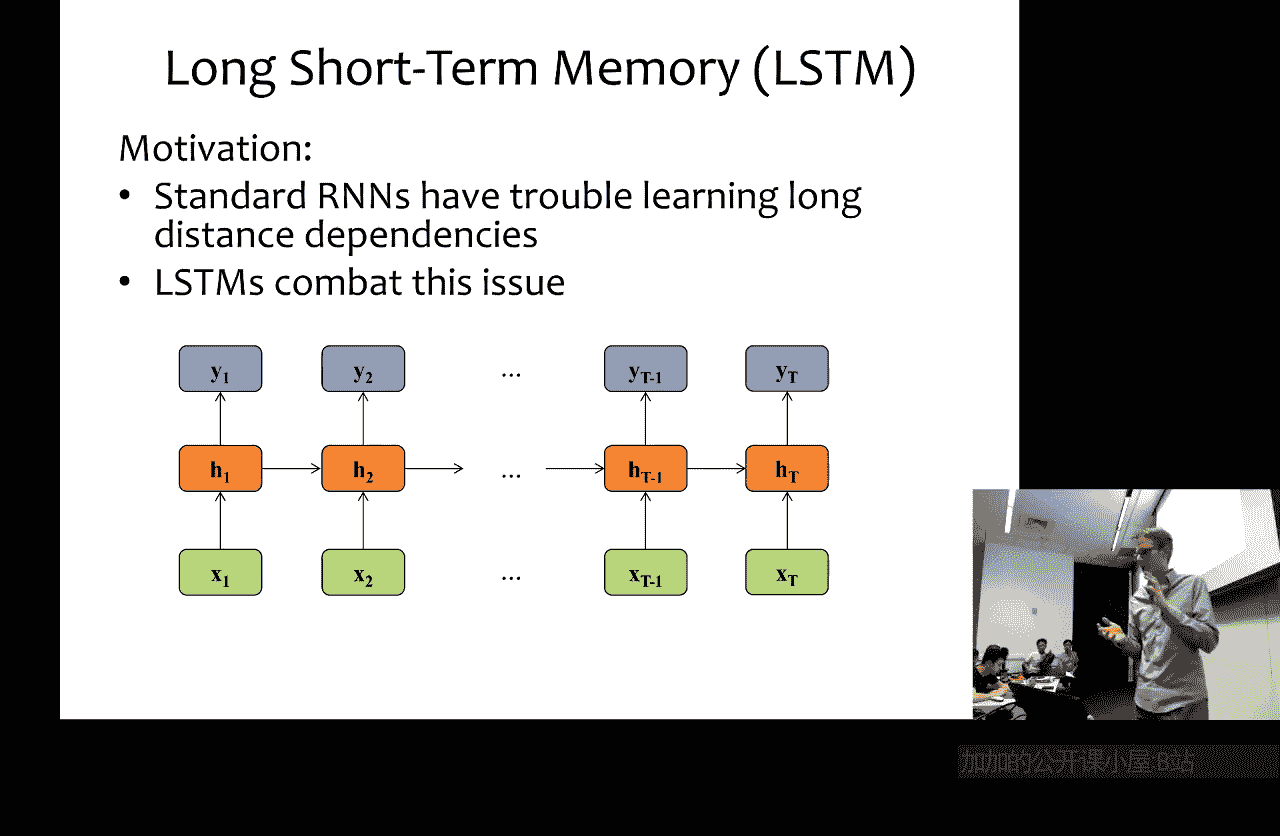 Long Short-Term Memory (LSTM)
Motivation:
• Standard RNNs have trouble learning long
distance dependencies
• LSTMs combat this issue
y1 y2 ... yT-1 yT
h1 h2 ... hT-1 hT
x1 x2 ... xT-1 xT
加加的公开课小屋 B站